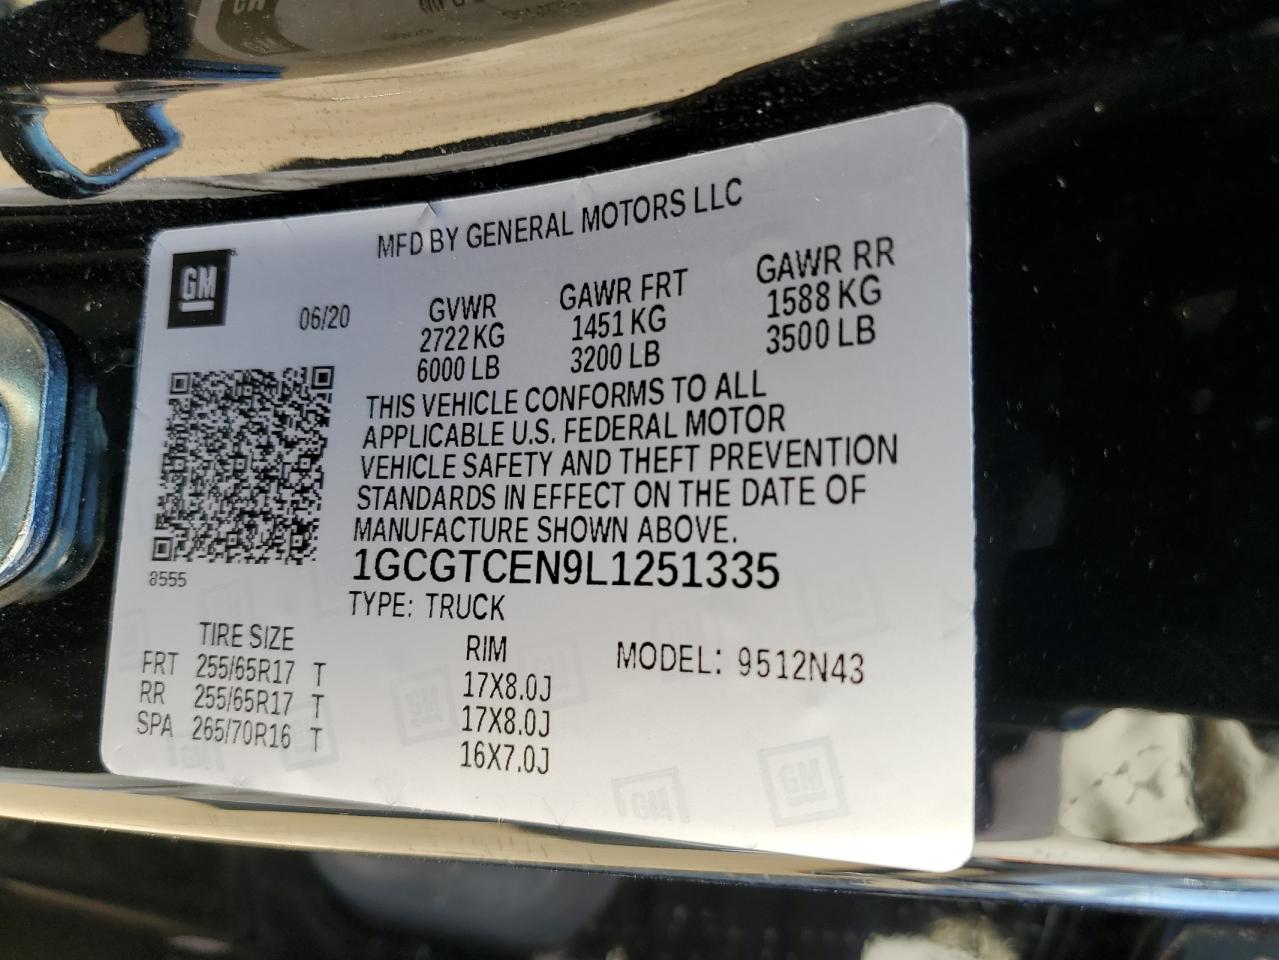 MFD BY GENERAL MOTORS LLC
GM
06/20
GVWR GAWR FRT GAWR RR
2722 KG 1451 KG 1588 KG
6000 LB 3200 LB 3500 LB
THIS VEHICLE CONFORMS TO ALL
APPLICABLE U.S. FEDERAL MOTOR
VEHICLE SAFETY AND THEFT PREVENTION
STANDARDS IN EFFECT ON THE DATE OF
MANUFACTURE SHOWN ABOVE.
1GCGTCEN9L1251335
8555
TYPE: TRUCK
TIRE SIZE RIM MODEL: 9512N43
FRT 255/65R17 T 17X8.0J
RR 255/65R17 T 17X8.0J
SPA 265/70R16 T 16X7.0J
GM
GM
GM